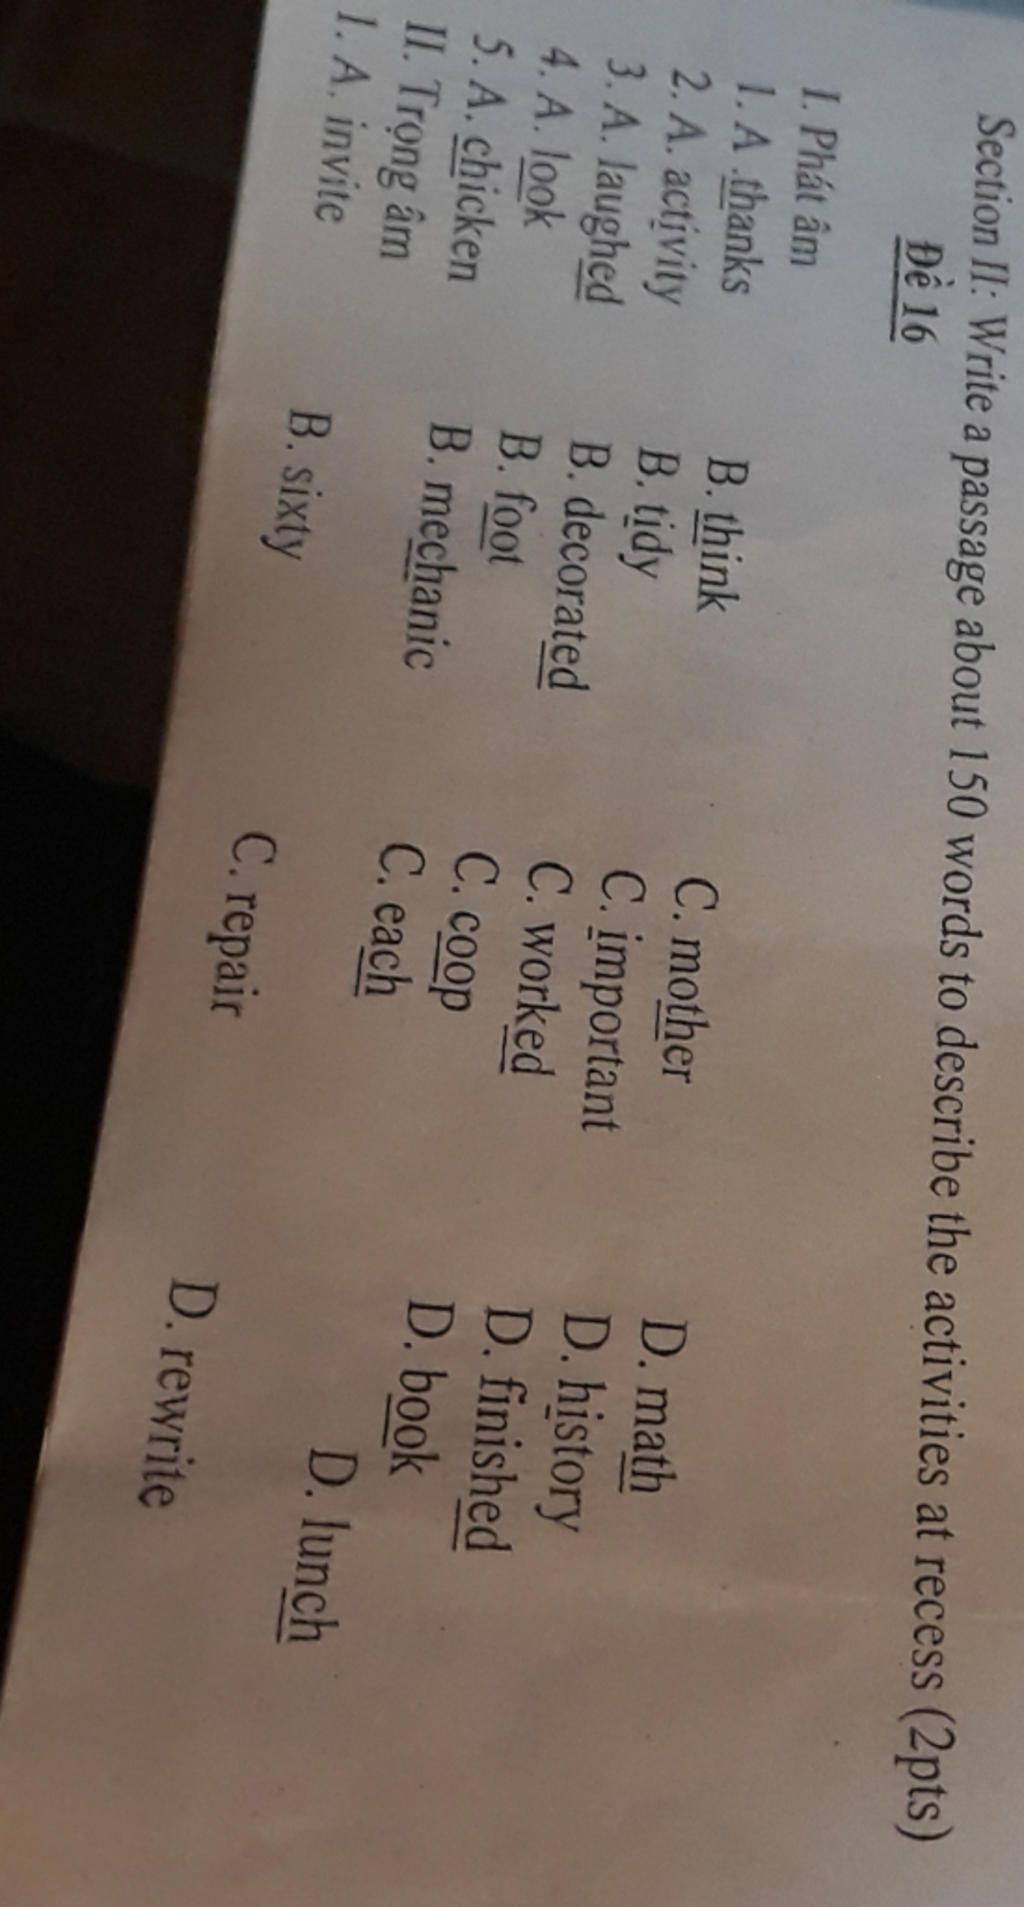 Section II: Write a passage about 150 words to describe the activities at recess (2pts)
Đề 16
I. Phát âm
1. A .thanks B. think C. mother D. math
2. A. activity B. tidy C. important D. history
3. A. laughed B. decorated C. worked D. finished
4. A. look B. foot C. coop D. book
5. A. chicken B. mechanic C. each D. lunch
II. Trọng âm
1. A. invite B. sixty C. repair D. rewrite